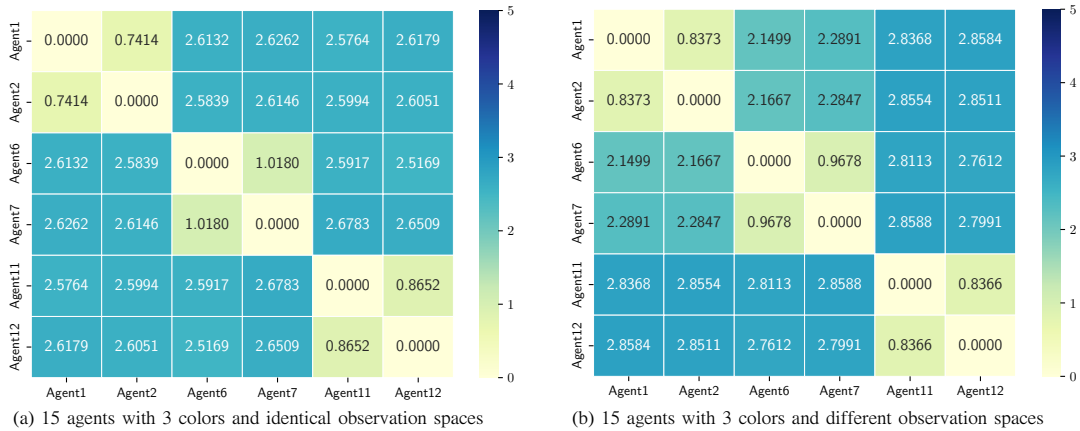 Agent1 0.0000 0.7414 2.6132 2.6262 2.5764 2.6179
Agent2 0.7414 0.0000 2.5839 2.6146 2.5994 2.6051
Agent6 2.6132 2.5839 0.0000 1.0180 2.5917 2.5169
Agent7 2.6262 2.6146 1.0180 0.0000 2.6783 2.6509
Agent11 2.5764 2.5994 2.5917 2.6783 0.0000 0.8652
Agent12 2.6179 2.6051 2.5169 2.6509 0.8652 0.0000
Agent1 Agent2 Agent6 Agent7 Agent11 Agent12
5
4
3
2
1
0
(a) 15 agents with 3 colors and identical observation spaces
Agent1 0.0000 0.8373 2.1499 2.2891 2.8368 2.8584
Agent2 0.8373 0.0000 2.1667 2.2847 2.8554 2.8511
Agent6 2.1499 2.1667 0.0000 0.9678 2.8113 2.7612
Agent7 2.2891 2.2847 0.9678 0.0000 2.8588 2.7991
Agent11 2.8368 2.8554 2.8113 2.8588 0.0000 0.8366
Agent12 2.8584 2.8511 2.7612 2.7991 0.8366 0.0000
Agent1 Agent2 Agent6 Agent7 Agent11 Agent12
5
4
3
2
1
0
(b) 15 agents with 3 colors and different observation spaces